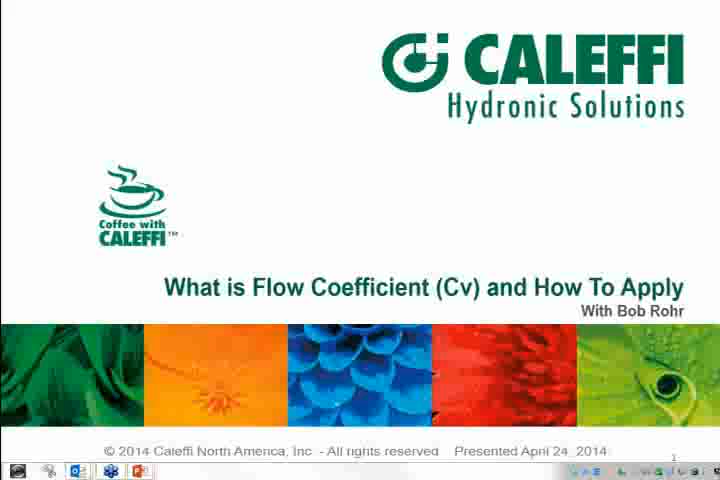 CALEFFI
Hydronic Solutions
Coffee with
CALEFFI™
What is Flow Coefficient (Cv) and How To Apply
With Bob Rohr
© 2014 Caleffi North America, Inc - All rights reserved Presented April 24, 2014
1